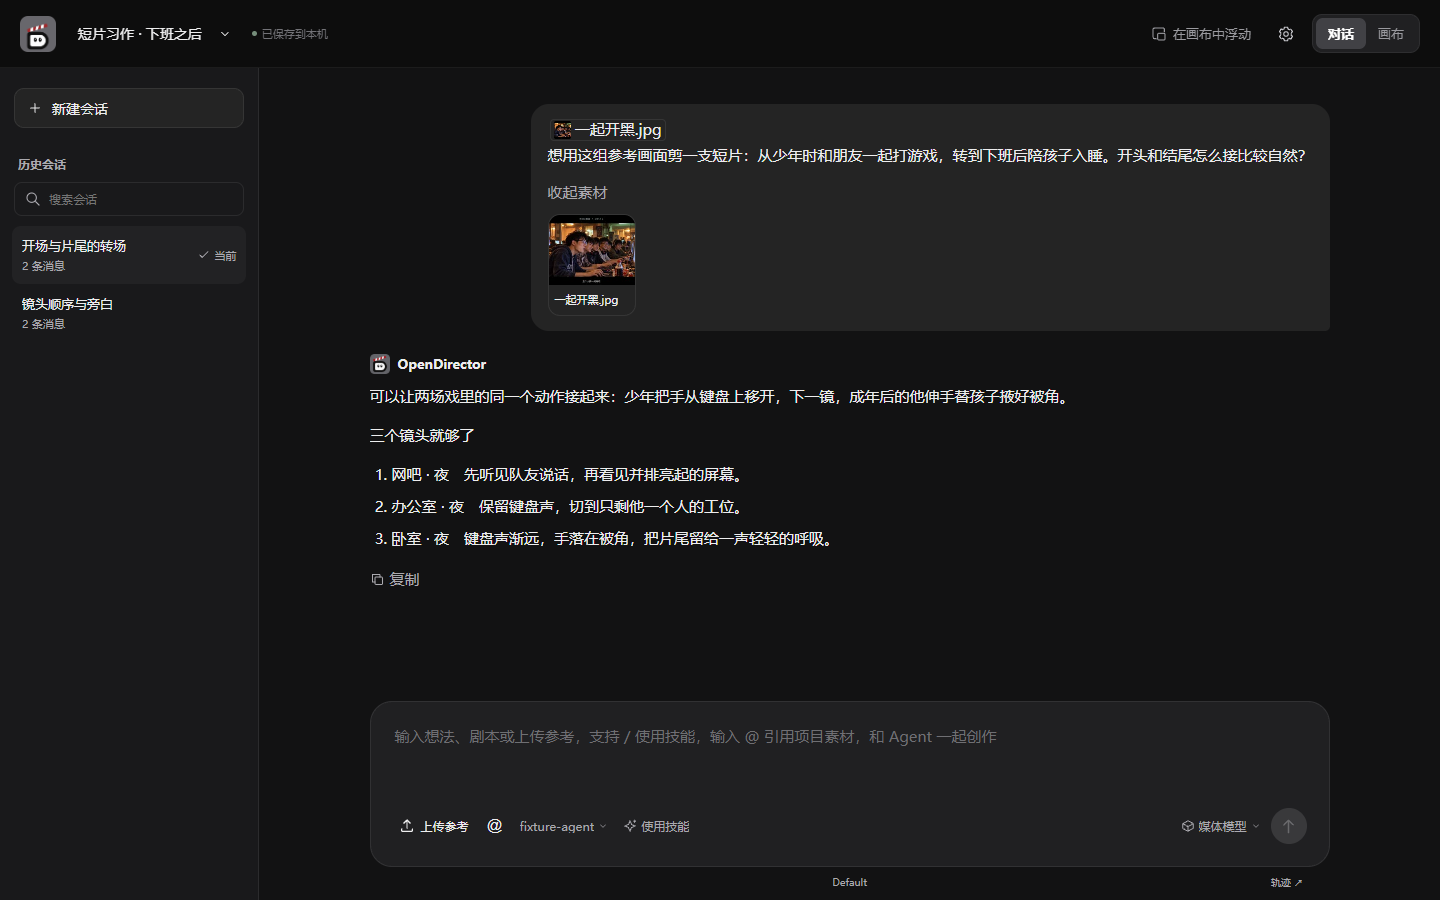 短片习作 · 下班之后
已保存到本机
在画布中浮动
对话
画布
新建会话
历史会话
搜索会话
开场与片尾的转场
2 条消息
当前
镜头顺序与旁白
2 条消息
一起开黑.jpg
想用这组参考画面剪一支短片：从少年时和朋友一起打游戏，转到下班后陪孩子入睡。开头和结尾怎么接比较自然？
收起素材
一起开黑.jpg
OpenDirector
可以让两场戏里的同一个动作接起来：少年把手从键盘上移开，下一镜，成年后的他伸手替孩子掖好被角。
三个镜头就够了
1. 网吧 · 夜　先听见队友说话，再看见并排亮起的屏幕。
2. 办公室 · 夜　保留键盘声，切到只剩他一个人的工位。
3. 卧室 · 夜　键盘声渐远，手落在被角，把片尾留给一声轻轻的呼吸。
复制
输入想法、剧本或上传参考，支持 / 使用技能，输入 @ 引用项目素材，和 Agent 一起创作
上传参考
@
fixture-agent
使用技能
媒体模型
Default
轨迹 ↗